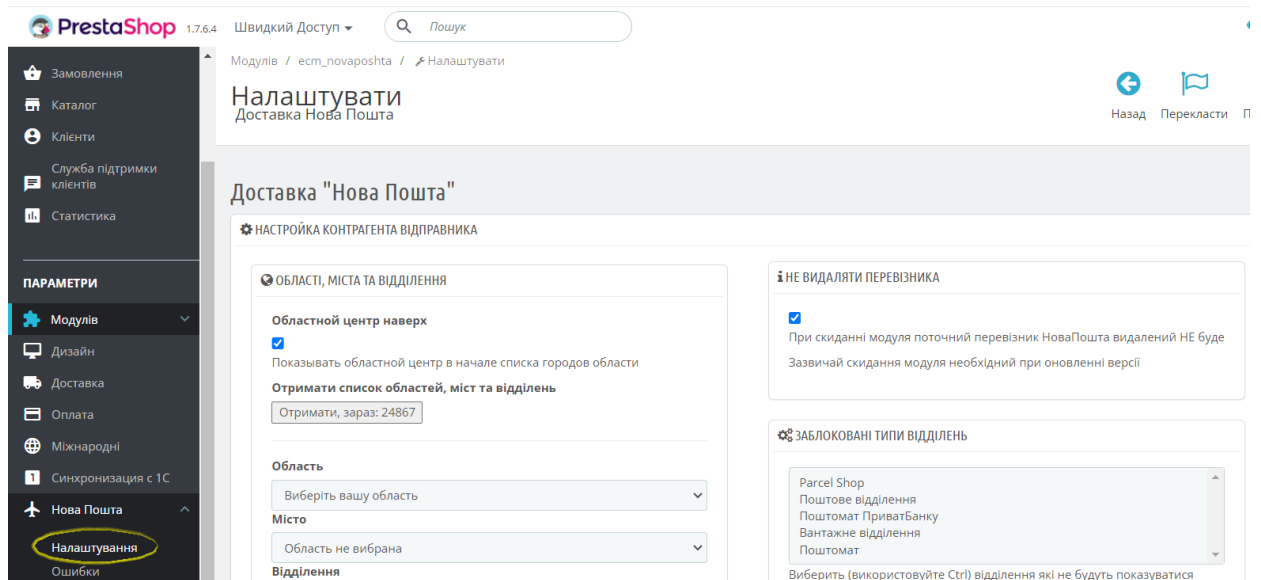 PrestaShop 1.7.6.4 Швидкий Доступ Пошук
Замовлення
Каталог
Клієнти
Служба підтримки
клієнтів
Статистика
ПАРАМЕТРИ
Модулів
Дизайн
Доставка
Оплата
Міжнародні
Синхронизация с 1С
Нова Пошта
Налаштування
Ошибки
Модулів / ecm_novaposhta / Налаштувати
Налаштувати
Доставка Нова Пошта
Назад Перекласти П
Доставка "Нова Пошта"
НАСТРОЙКА КОНТРАГЕНТА ВІДПРАВНИКА
ОБЛАСТІ, МІСТА ТА ВІДДІЛЕННЯ
Областной центр наверх
Показывать областной центр в начале списка городов области
Отримати список областей, міст та відділень
Отримати, зараз: 24867
Область
Виберіть вашу область
Місто
Область не вибрана
Відділення
НЕ ВИДАЛЯТИ ПЕРЕВІЗНИКА
При скиданні модуля поточний перевізник НоваПошта видалений НЕ буде
Зазвичай скидання модуля необхідний при оновленні версії
ЗАБЛОКОВАНІ ТИПИ ВІДДІЛЕНЬ
Parcel Shop
Поштове відділення
Поштомат ПриватБанку
Вантажне відділення
Поштомат
Виберить (використовуйте Ctrl) відділення які не будуть показуватися